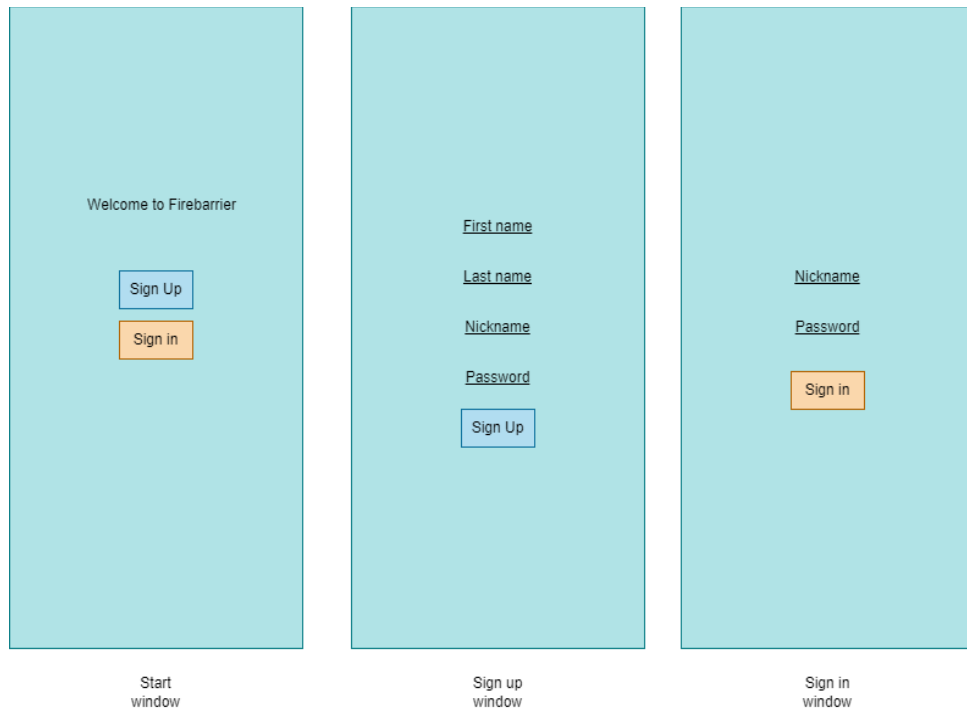 Welcome to Firebarrier
Sign Up
Sign in
Start
window
First name
Last name
Nickname
Password
Sign Up
Sign up
window
Nickname
Password
Sign in
Sign in
window